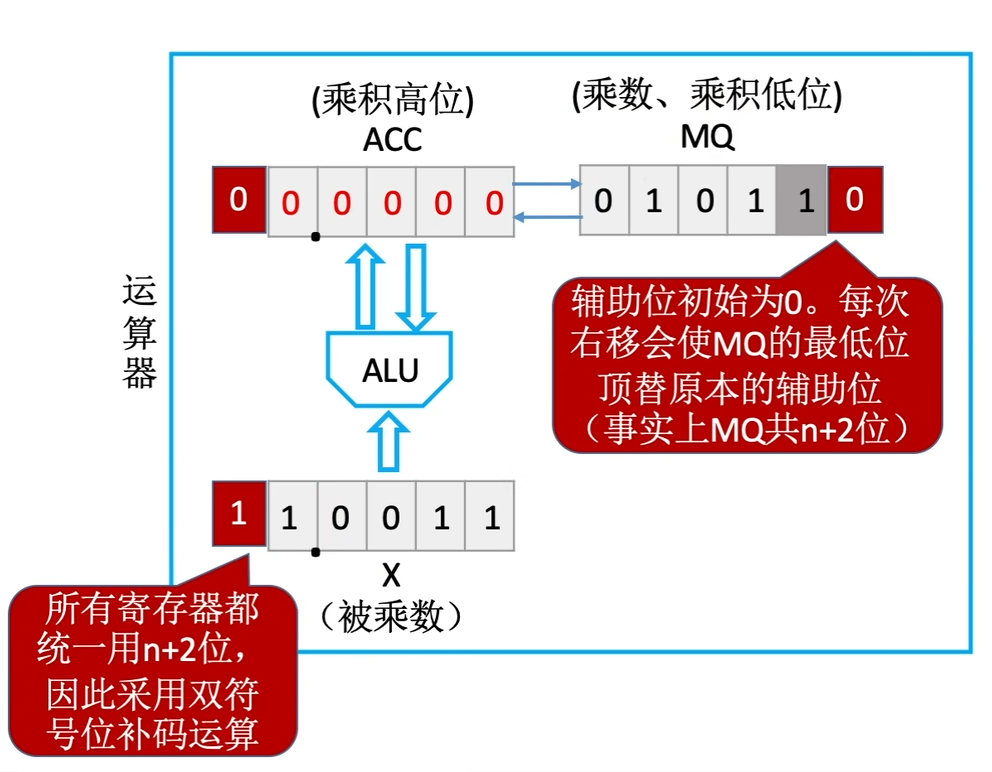 (乘积高位)
ACC
(乘数、乘积低位)
MQ
0 0 0 0 0 0
0 1 0 1 1 0
运算器
ALU
辅助位初始为0。每次
右移会使MQ的最低位
顶替原本的辅助位
（事实上MQ共n+2位）
1 1 0 0 1 1
X
（被乘数）
所有寄存器都
统一用n+2位，
因此采用双符
号位补码运算